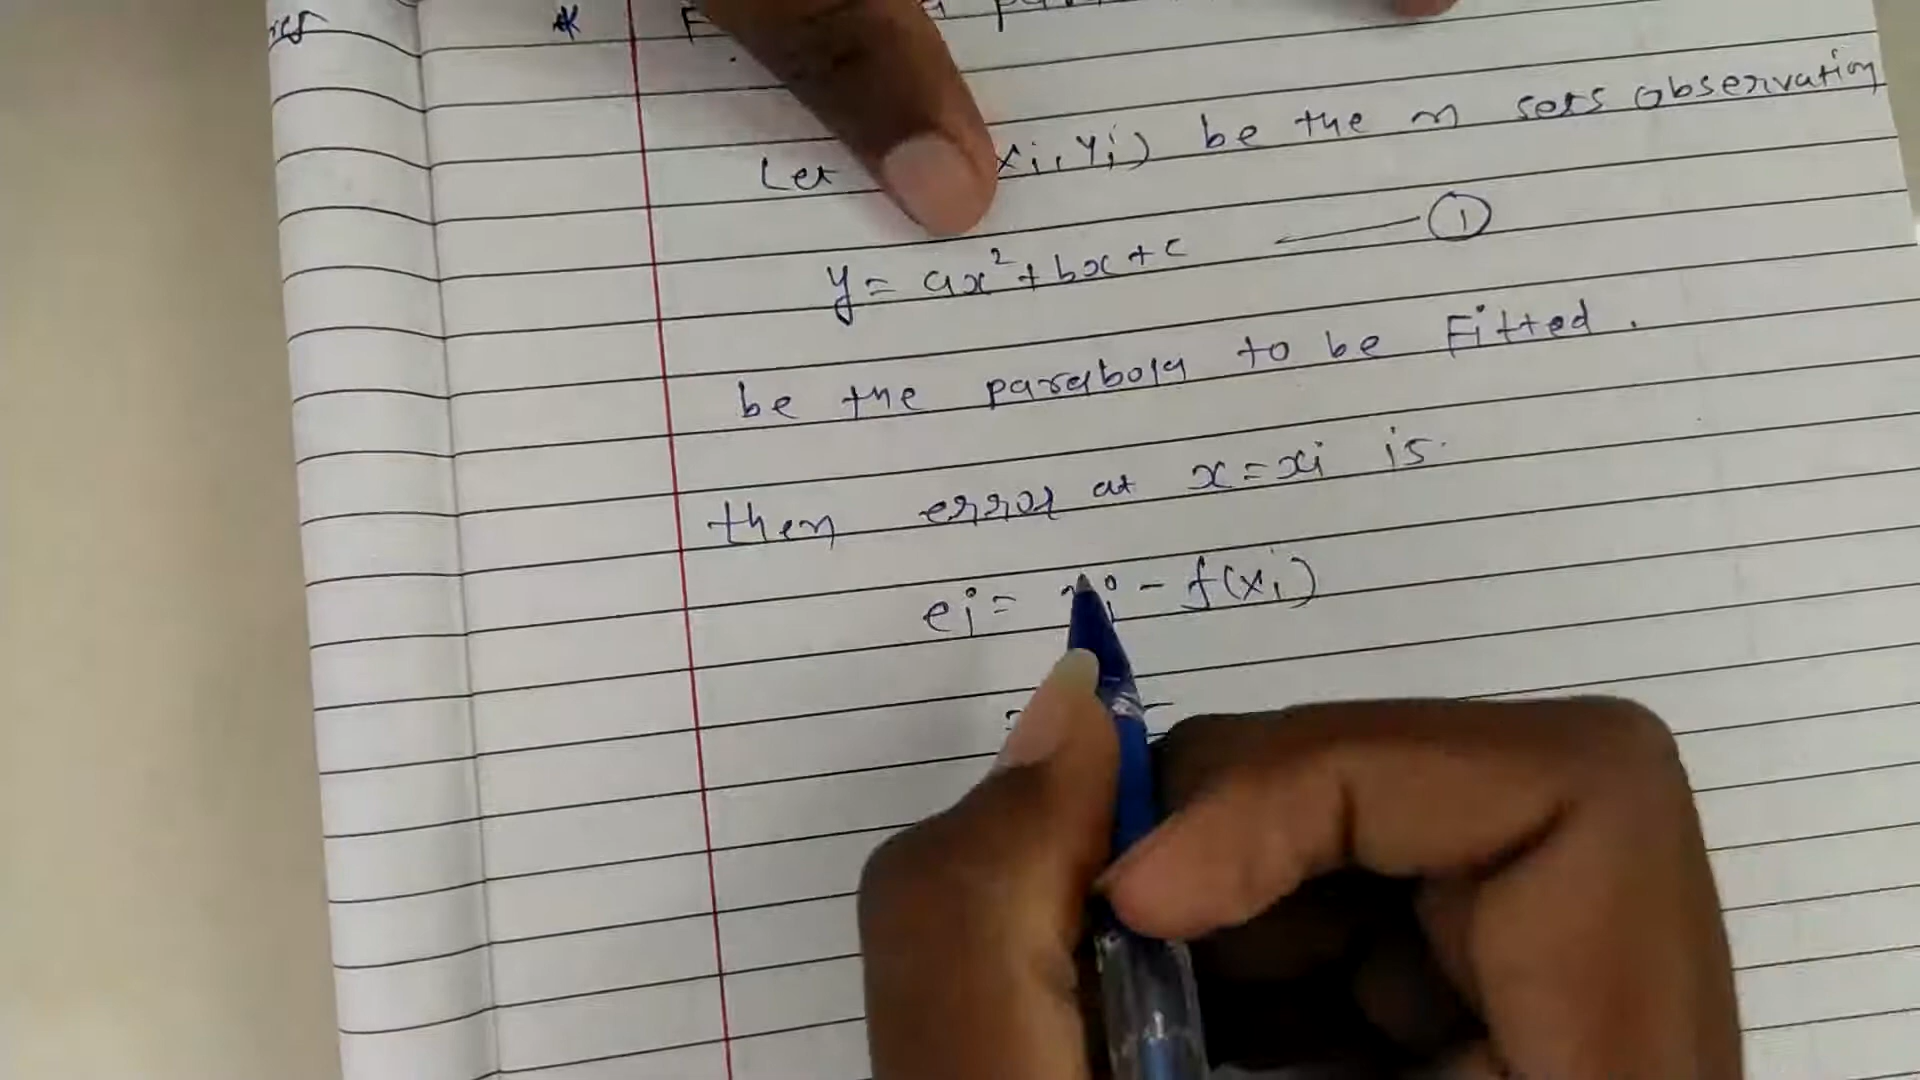 Let xi, yi) be the n sets observation
y = ax² + bx + c ①
be the parabola to be Fitted.
then error at x = xi is.
ei = yi - f(xi)